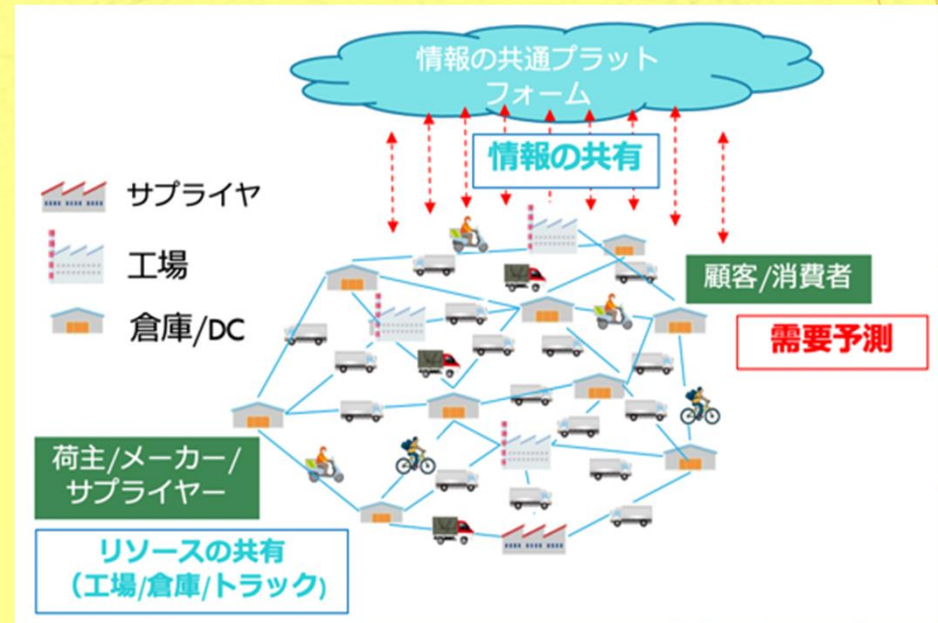 情報の共通プラット
フォーム
情報の共有
サプライヤ
工場
倉庫/DC
顧客/消費者
需要予測
荷主/メーカー/
サプライヤー
リソースの共有
（工場/倉庫/トラック)